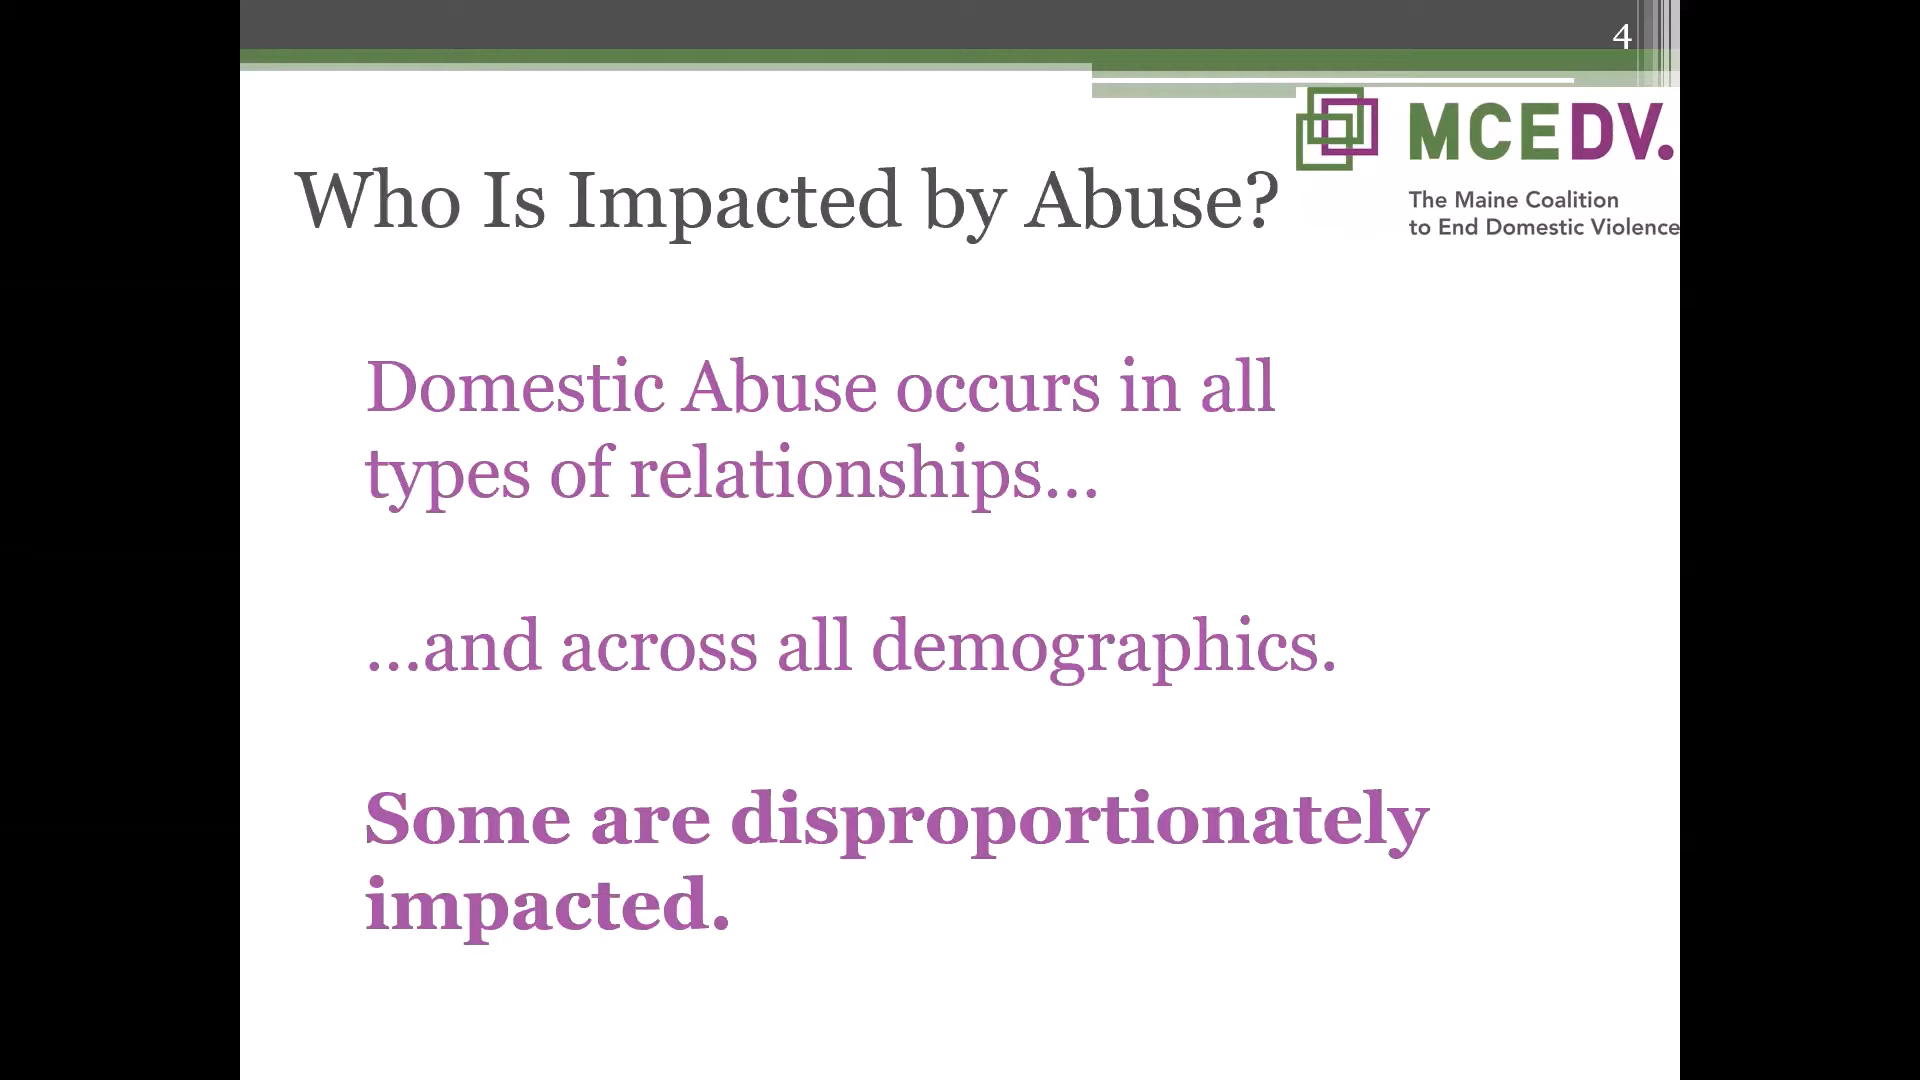 4
MCEDV.
The Maine Coalition
to End Domestic Violence
Who Is Impacted by Abuse?
Domestic Abuse occurs in all
types of relationships...
...and across all demographics.
Some are disproportionately
impacted.